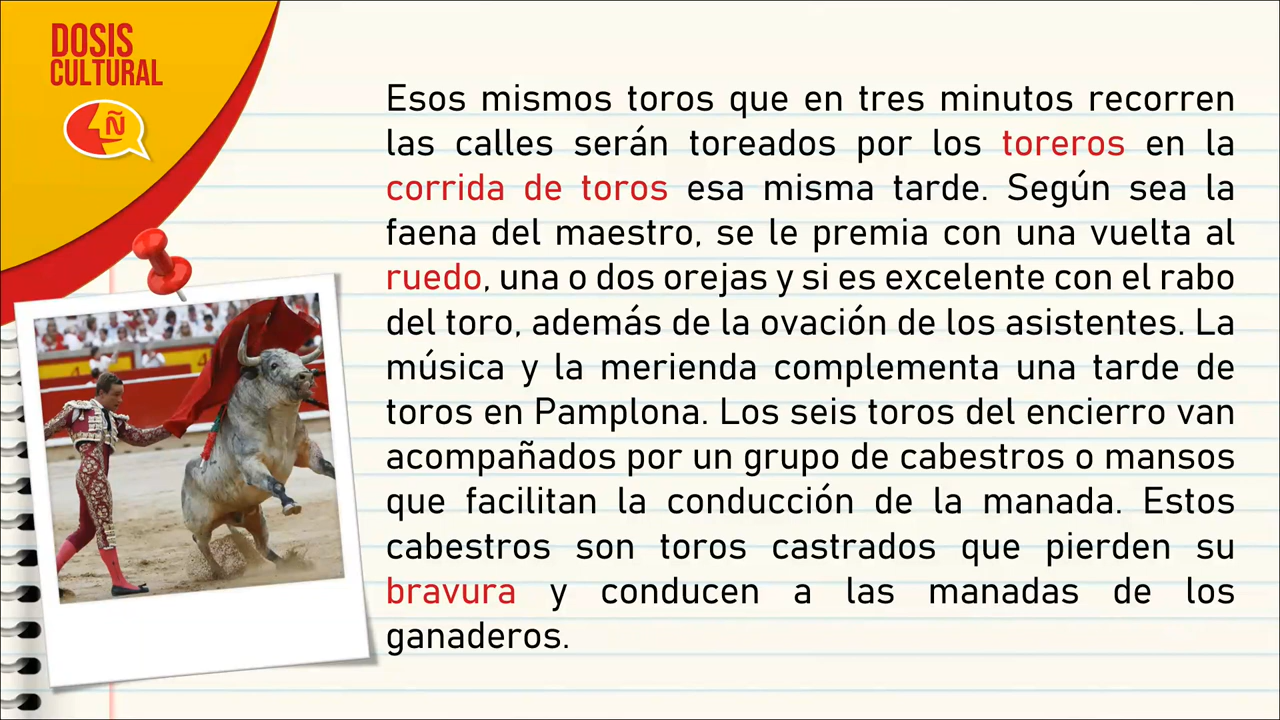 DOSIS
CULTURAL
Ñ
Esos mismos toros que en tres minutos recorren
las calles serán toreados por los toreros en la
corrida de toros esa misma tarde. Según sea la
faena del maestro, se le premia con una vuelta al
ruedo, una o dos orejas y si es excelente con el rabo
del toro, además de la ovación de los asistentes. La
música y la merienda complementa una tarde de
toros en Pamplona. Los seis toros del encierro van
acompañados por un grupo de cabestros o mansos
que facilitan la conducción de la manada. Estos
cabestros son toros castrados que pierden su
bravura y conducen a las manadas de los
ganaderos.